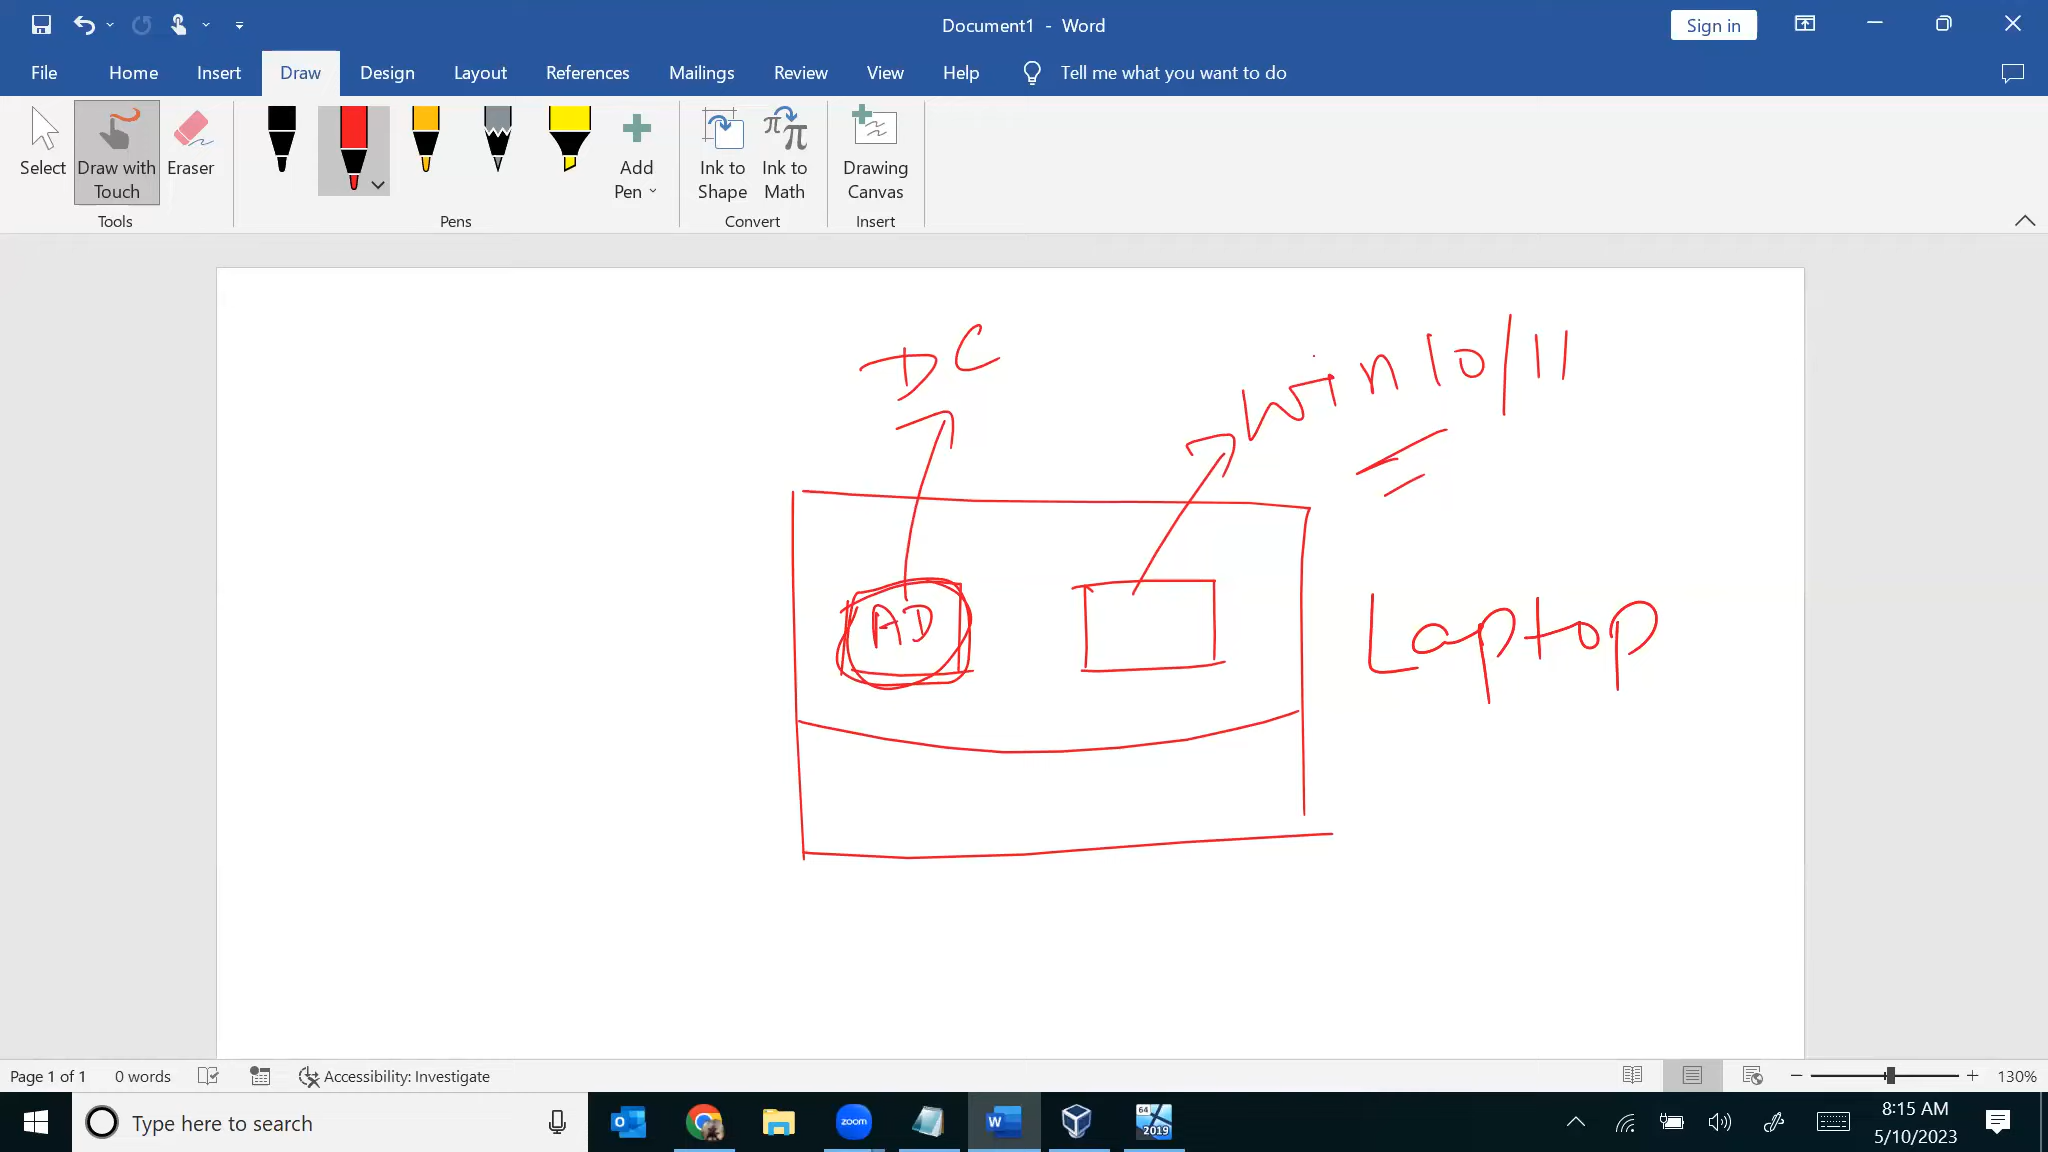 Document1 - Word
Sign in
File Home Insert Draw Design Layout References Mailings Review View Help Tell me what you want to do
Select Draw with Touch Eraser
Add Pen
Ink to Shape
Ink to Math
Drawing Canvas
Tools Pens Convert Insert
DC
Win 10/11
AD
Laptop
Page 1 of 1 0 words Accessibility: Investigate 130%
Type here to search
zoom
64
2019
8:15 AM
5/10/2023